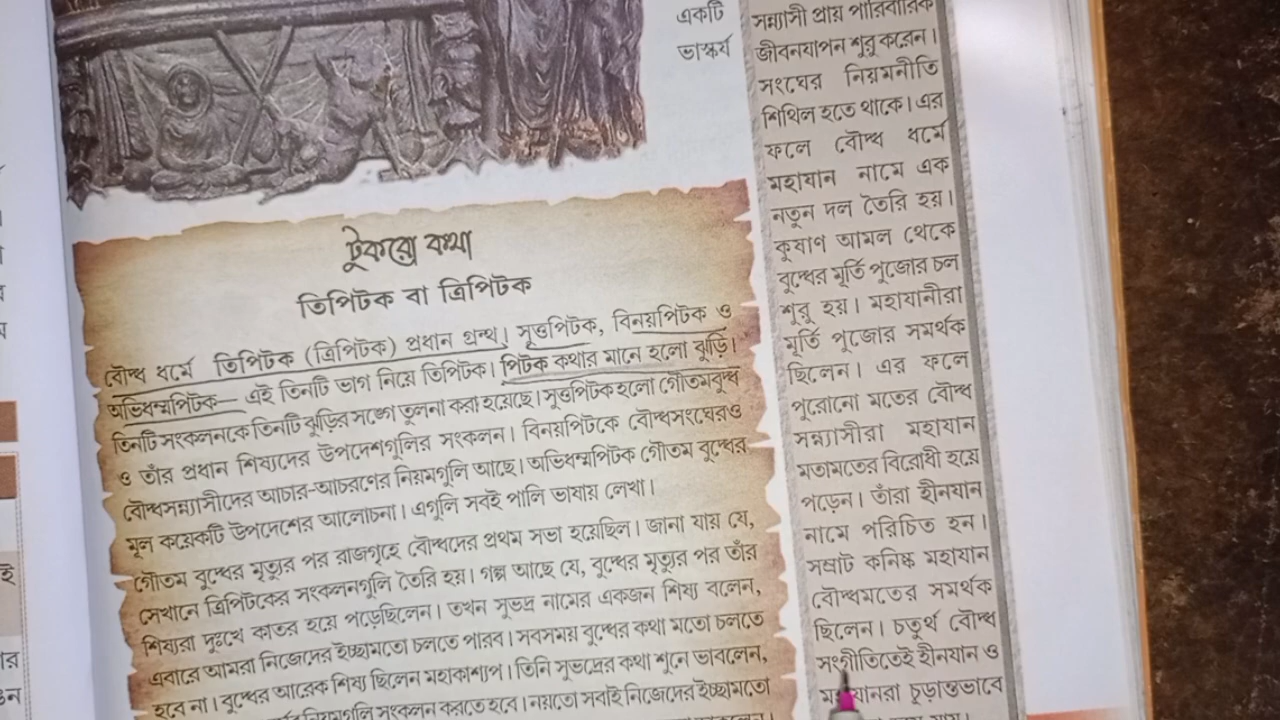 একটি
ভাস্কর্য
টুকরো কথা
তিপিটক বা ত্রিপিটক
বৌদ্ধ ধর্মে তিপিটক (ত্রিপিটক) প্রধান গ্রন্থ। সুত্তপিটক, বিনয়পিটক ও
অভিধম্মপিটক— এই তিনটি ভাগ নিয়ে তিপিটক। পিটক কথার মানে হলো ঝুড়ি।
তিনটি সংকলনকে তিনটি ঝুড়ির সঙ্গে তুলনা করা হয়েছে। সুত্তপিটক হলো গৌতমবুদ্ধ
ও তাঁর প্রধান শিষ্যদের উপদেশগুলির সংকলন। বিনয়পিটকে বৌদ্ধসংঘেরও
বৌদ্ধসন্ন্যাসীদের আচার-আচরণের নিয়মগুলি আছে। অভিধম্মপিটক গৌতম বুদ্ধের
মূল কয়েকটি উপদেশের আলোচনা। এগুলি সবই পালি ভাষায় লেখা।
গৌতম বুদ্ধের মৃত্যুর পর রাজগৃহে বৌদ্ধদের প্রথম সভা হয়েছিল। জানা যায় যে,
সেখানে ত্রিপিটকের সংকলনগুলি তৈরি হয়। গল্প আছে যে, বুদ্ধের মৃত্যুর পর তাঁর
শিষ্যরা দুঃখে কাতর হয়ে পড়েছিলেন। তখন সুভদ্র নামের একজন শিষ্য বলেন,
এবারে আমরা নিজেদের ইচ্ছামতো চলতে পারব। সবসময় বুদ্ধের কথা মতো চলতে
হবে না। বুদ্ধের আরেক শিষ্য ছিলেন মহাকাশ্যপ। তিনি সুভদ্রের কথা শুনে ভাবলেন,
নিয়মগুলি সংকলন করতে হবে। নয়তো সবাই নিজেদের ইচ্ছামতো
সন্ন্যাসী প্রায় পারিবারিক
জীবনযাপন শুরু করেন।
সংঘের নিয়মনীতি
শিথিল হতে থাকে। এর
ফলে বৌদ্ধ ধর্মে
মহাযান নামে এক
নতুন দল তৈরি হয়।
কুষাণ আমল থেকে
বুদ্ধের মূর্তি পুজোর চল
শুরু হয়। মহাযানীরা
মূর্তি পুজোর সমর্থক
ছিলেন। এর ফলে
পুরোনো মতের বৌদ্ধ
সন্ন্যাসীরা মহাযান
মতামতের বিরোধী হয়ে
পড়েন। তাঁরা হীনযান
নামে পরিচিত হন।
সম্রাট কনিষ্ক মহাযান
বৌদ্ধমতের সমর্থক
ছিলেন। চতুর্থ বৌদ্ধ
সংগীতিতেই হীনযান ও
মহাযানরা চূড়ান্তভাবে